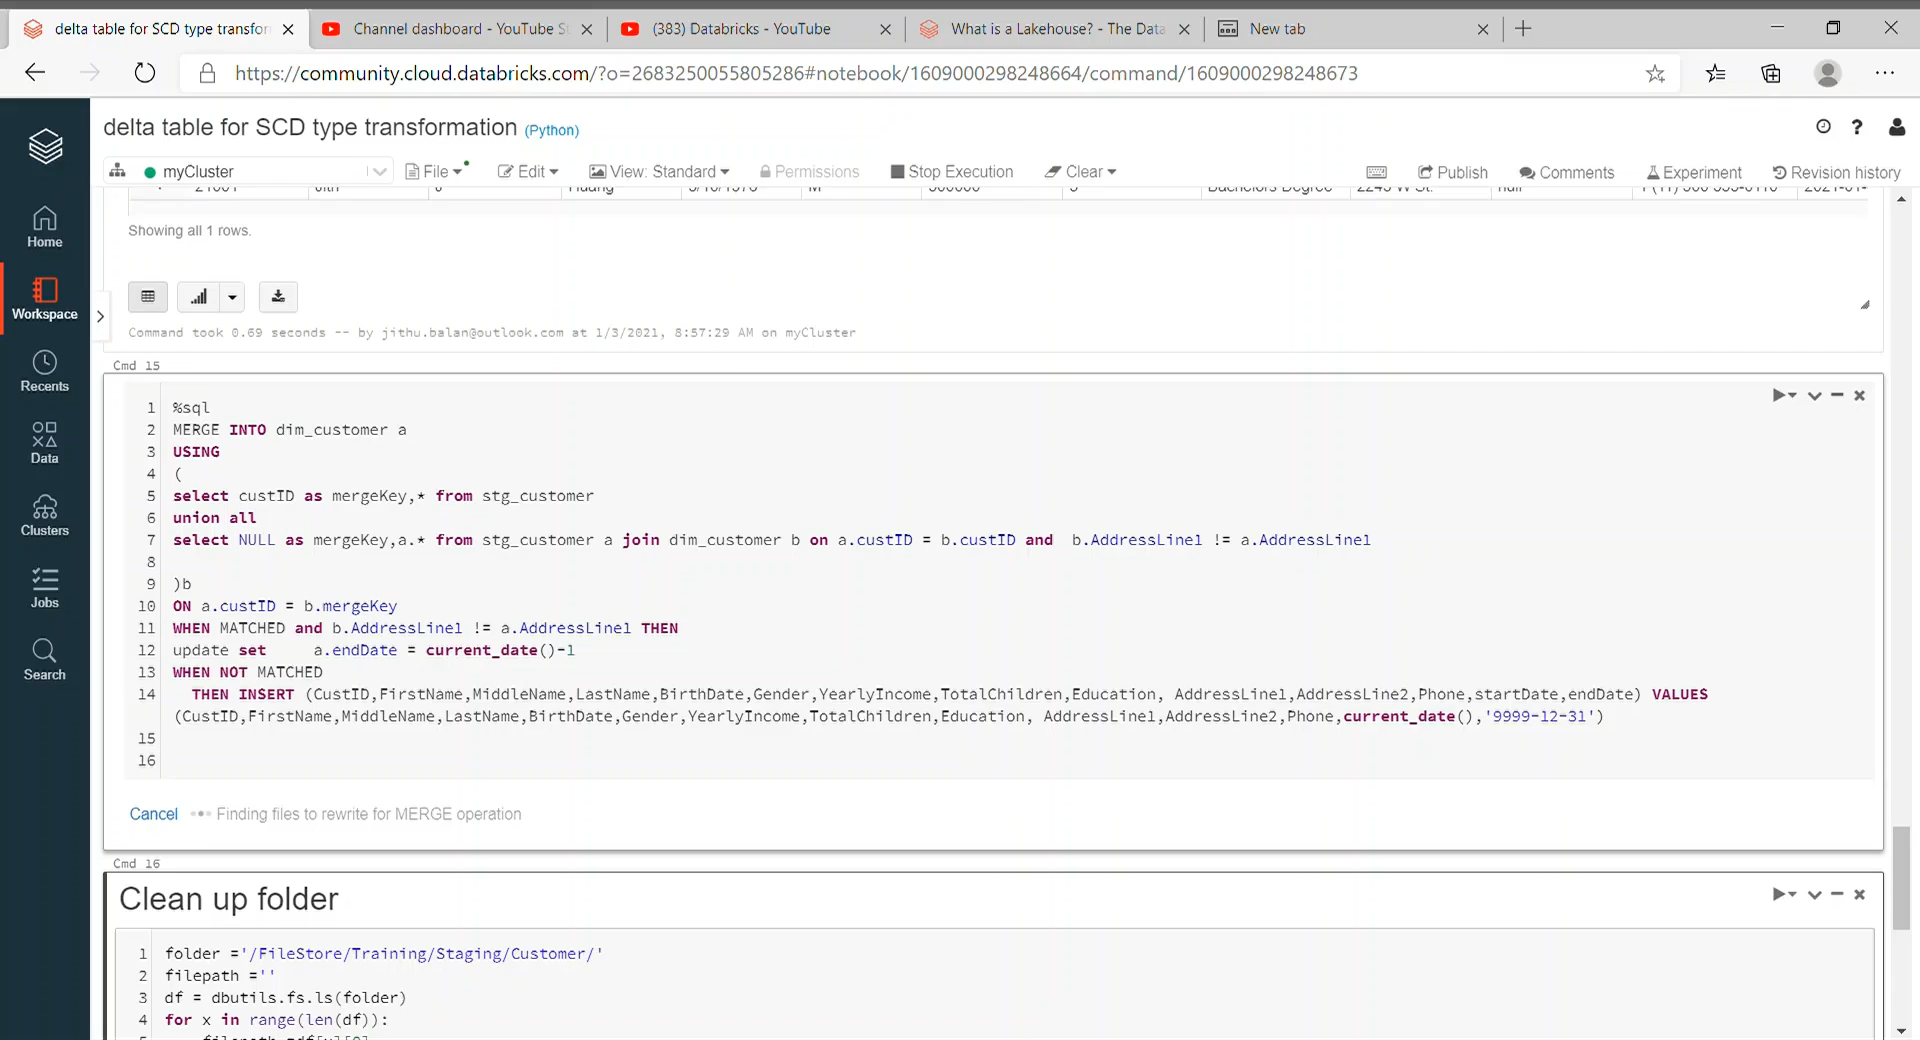 delta table for SCD type transfor
Channel dashboard - YouTube St
(383) Databricks - YouTube
What is a Lakehouse? - The Data
New tab
https://community.cloud.databricks.com/?o=2683250055805286#notebook/1609000298248664/command/1609000298248673
delta table for SCD type transformation (Python)
myCluster
File
Edit
View: Standard
Permissions
Stop Execution
Clear
Publish
Comments
Experiment
Revision history
Home
Workspace
Recents
Data
Clusters
Jobs
Search
Huang
Bachelors Degree
Showing all 1 rows.
Command took 0.69 seconds -- by jithu.balan@outlook.com at 1/3/2021, 8:57:29 AM on myCluster
Cmd 15
1 %sql
2 MERGE INTO dim_customer a
3 USING
4 (
5 select custID as mergeKey,* from stg_customer
6 union all
7 select NULL as mergeKey,a.* from stg_customer a join dim_customer b on a.custID = b.custID and b.AddressLine1 != a.AddressLine1
8
9 )b
10 ON a.custID = b.mergeKey
11 WHEN MATCHED and b.AddressLine1 != a.AddressLine1 THEN
12 update set a.endDate = current_date()-1
13 WHEN NOT MATCHED
14 THEN INSERT (CustID,FirstName,MiddleName,LastName,BirthDate,Gender,YearlyIncome,TotalChildren,Education, AddressLine1,AddressLine2,Phone,startDate,endDate) VALUES
(CustID,FirstName,MiddleName,LastName,BirthDate,Gender,YearlyIncome,TotalChildren,Education, AddressLine1,AddressLine2,Phone,current_date(),'9999-12-31')
15
16
Cancel Finding files to rewrite for MERGE operation
Cmd 16
Clean up folder
1 folder ='/FileStore/Training/Staging/Customer/'
2 filepath =''
3 df = dbutils.fs.ls(folder)
4 for x in range(len(df)):